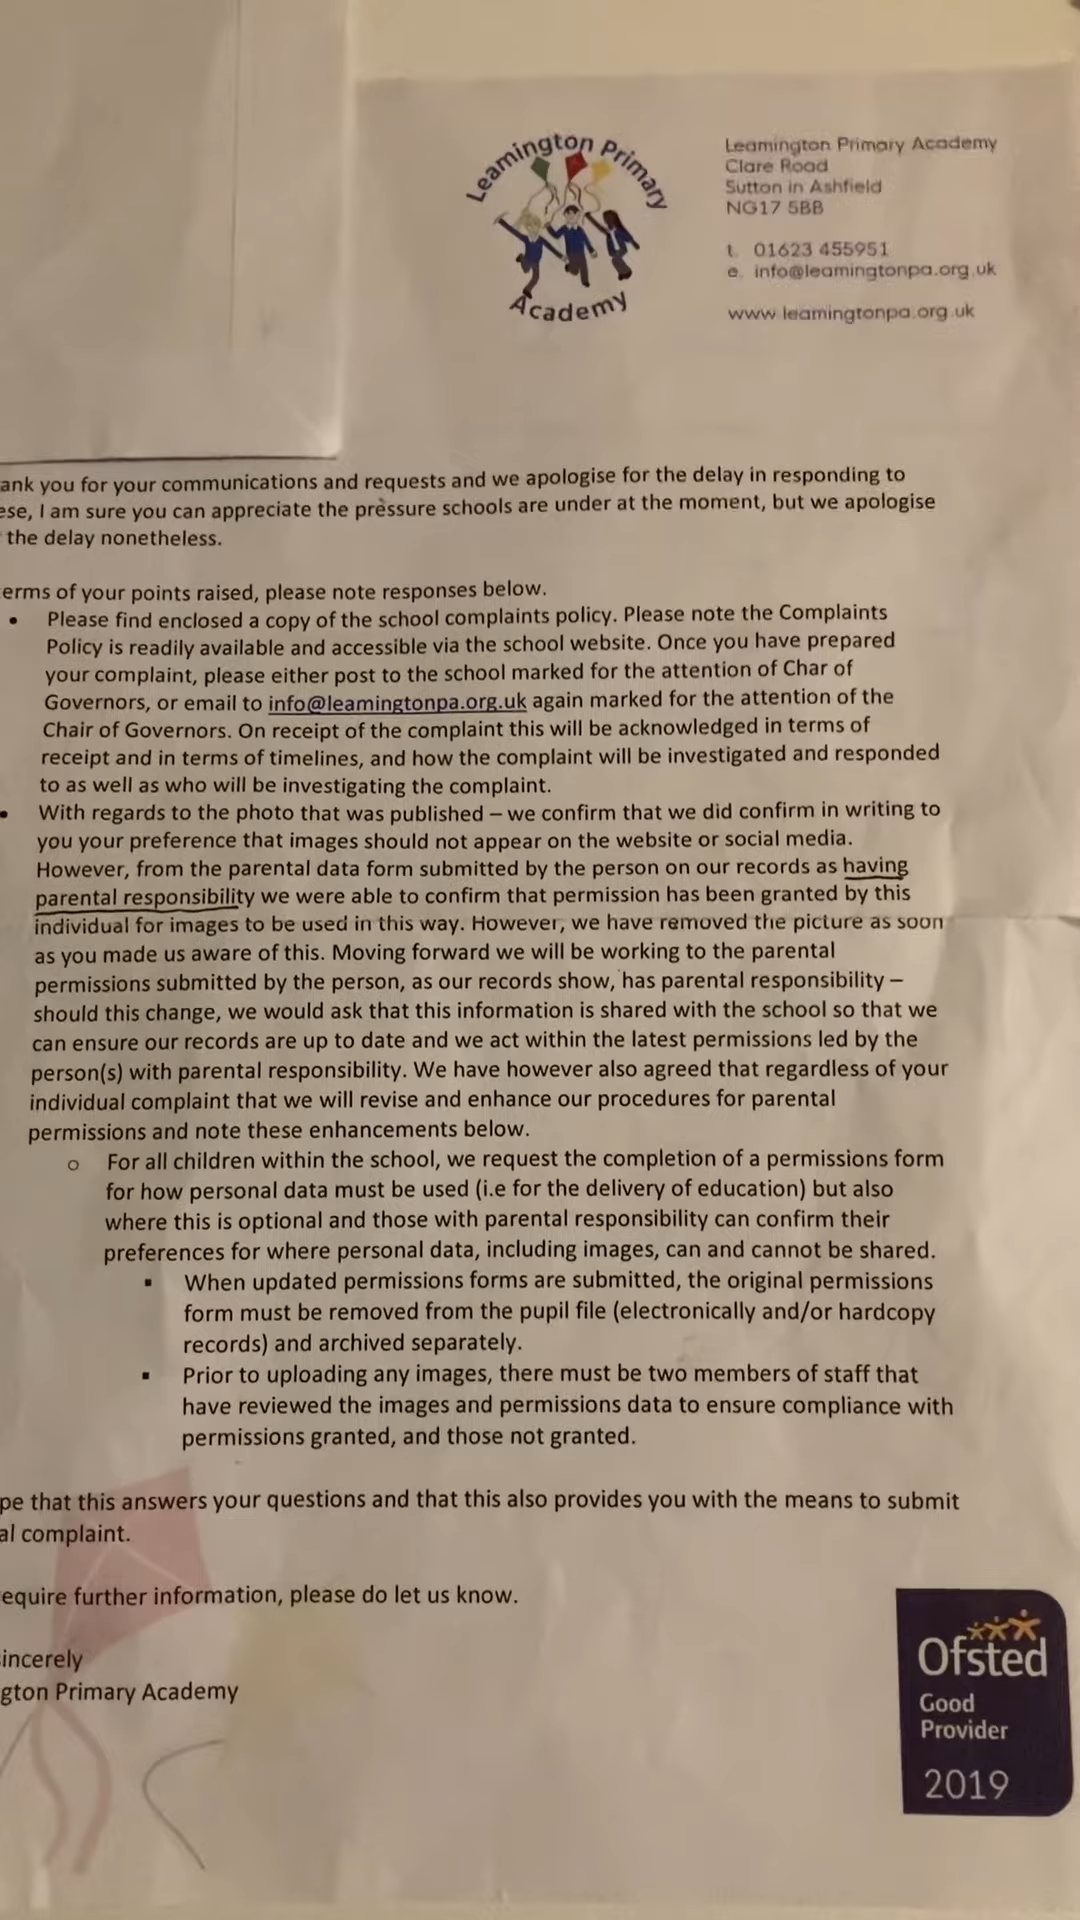 Leamington Primary
Academy
Leamington Primary Academy
Clare Road
Sutton in Ashfield
NG17 5BB
t. 01623 455951
e. info@leamingtonpa.org.uk
www.leamingtonpa.org.uk
ank you for your communications and requests and we apologise for the delay in responding to
ese, I am sure you can appreciate the pressure schools are under at the moment, but we apologise
the delay nonetheless.
erms of your points raised, please note responses below.
• Please find enclosed a copy of the school complaints policy. Please note the Complaints
Policy is readily available and accessible via the school website. Once you have prepared
your complaint, please either post to the school marked for the attention of Char of
Governors, or email to info@leamingtonpa.org.uk again marked for the attention of the
Chair of Governors. On receipt of the complaint this will be acknowledged in terms of
receipt and in terms of timelines, and how the complaint will be investigated and responded
to as well as who will be investigating the complaint.
• With regards to the photo that was published – we confirm that we did confirm in writing to
you your preference that images should not appear on the website or social media.
However, from the parental data form submitted by the person on our records as having
parental responsibility we were able to confirm that permission has been granted by this
individual for images to be used in this way. However, we have removed the picture as soon
as you made us aware of this. Moving forward we will be working to the parental
permissions submitted by the person, as our records show, has parental responsibility –
should this change, we would ask that this information is shared with the school so that we
can ensure our records are up to date and we act within the latest permissions led by the
person(s) with parental responsibility. We have however also agreed that regardless of your
individual complaint that we will revise and enhance our procedures for parental
permissions and note these enhancements below.
o For all children within the school, we request the completion of a permissions form
for how personal data must be used (i.e for the delivery of education) but also
where this is optional and those with parental responsibility can confirm their
preferences for where personal data, including images, can and cannot be shared.
▪ When updated permissions forms are submitted, the original permissions
form must be removed from the pupil file (electronically and/or hardcopy
records) and archived separately.
▪ Prior to uploading any images, there must be two members of staff that
have reviewed the images and permissions data to ensure compliance with
permissions granted, and those not granted.
pe that this answers your questions and that this also provides you with the means to submit
al complaint.
equire further information, please do let us know.
incerely
gton Primary Academy
Ofsted
Good
Provider
2019